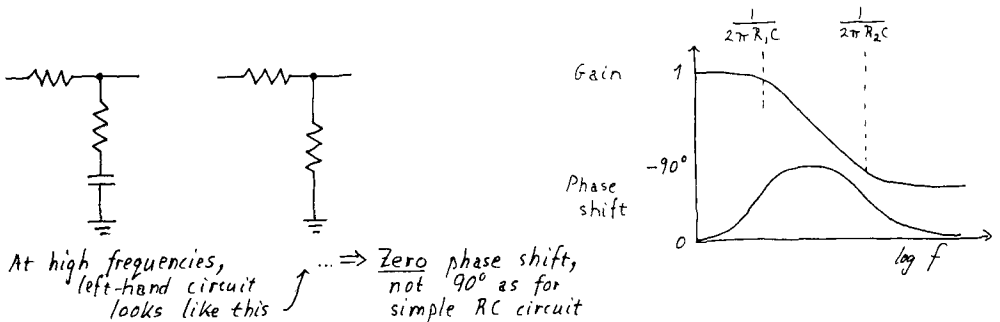 At high frequencies,
left-hand circuit
looks like this
... ⇒ Zero phase shift,
not 90° as for
simple RC circuit
1/2πR₁C
1/2πR₂C
Gain
1
-90°
Phase
shift
0
log f